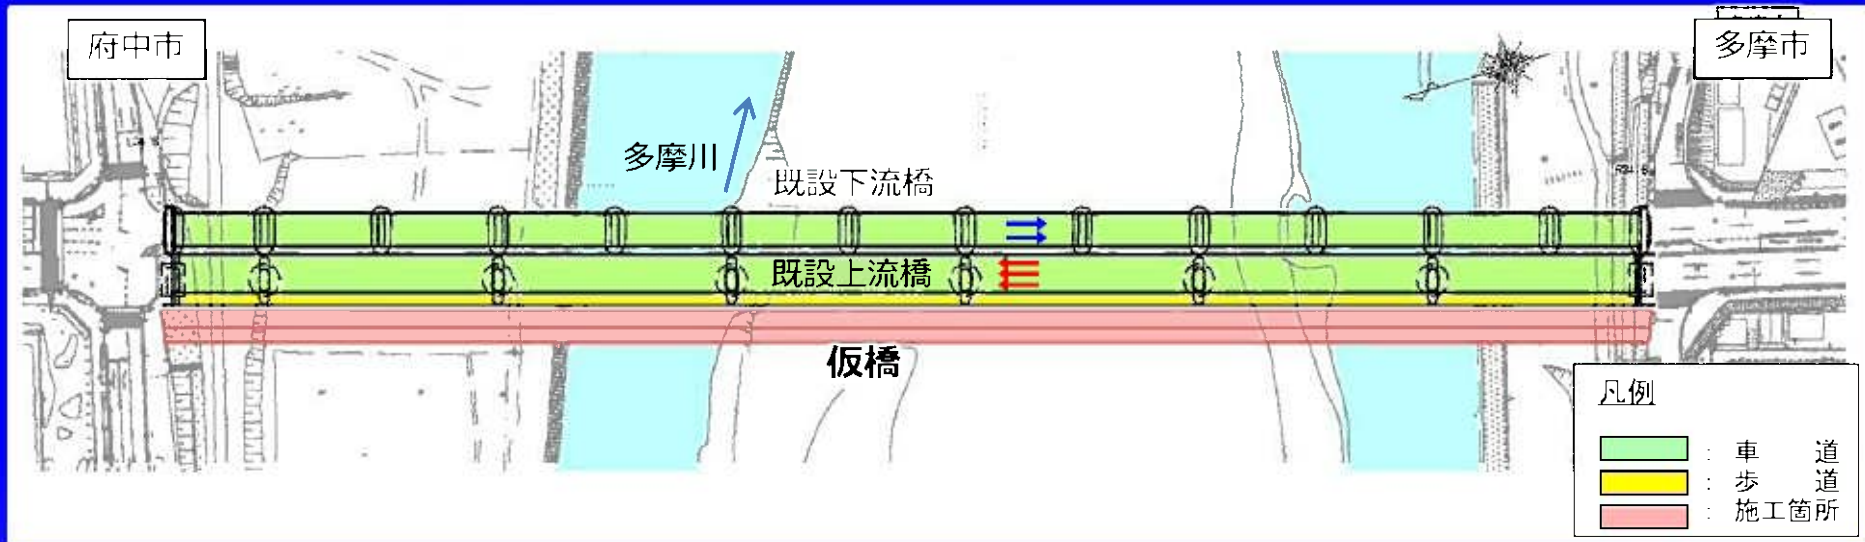 府中市
多摩市
多摩川
既設下流橋
既設上流橋
仮橋
凡例
: 車 道
: 歩 道
: 施工箇所